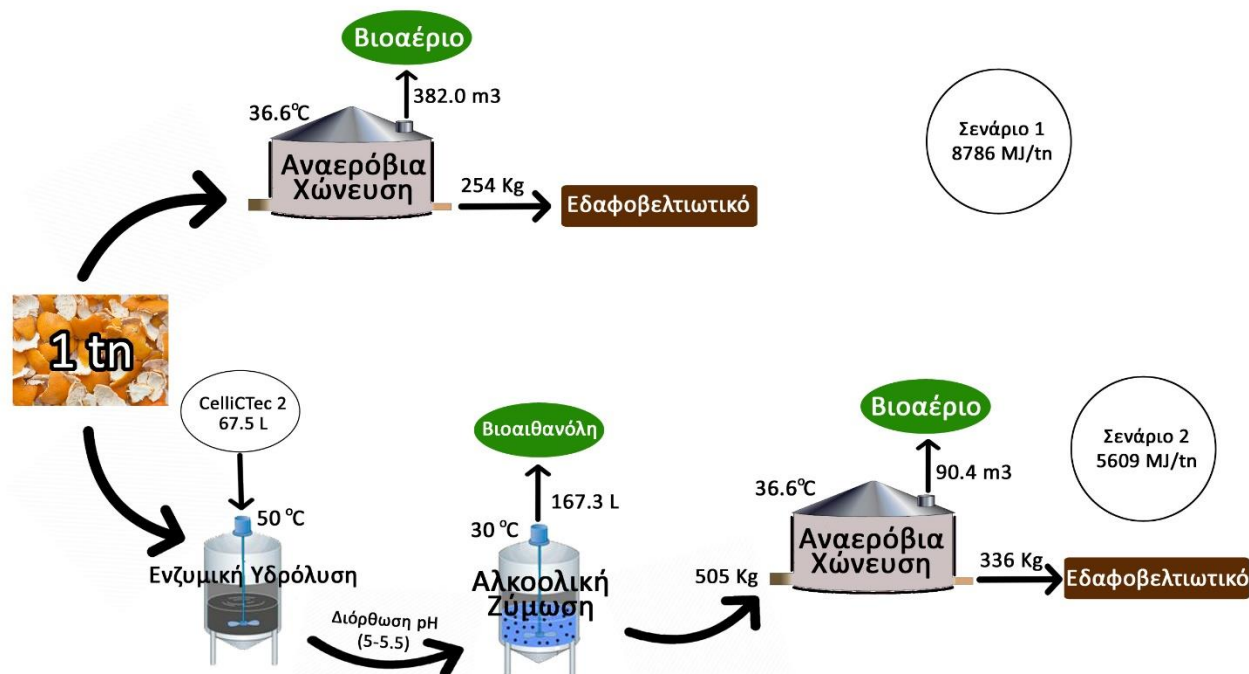 Βιοαέριο
382.0 m3
36.6°C
Αναερόβια
Χώνευση
254 Kg
Εδαφοβελτιωτικό
Σενάριο 1
8786 MJ/tn
1 tn
CelliCTec 2
67.5 L
50 °C
Ενζυμική Υδρόλυση
Διόρθωση pH
(5-5.5)
Βιοαιθανόλη
167.3 L
30 °C
Αλκοολική
Ζύμωση
505 Kg
Βιοαέριο
90.4 m3
36.6°C
Αναερόβια
Χώνευση
336 Kg
Εδαφοβελτιωτικό
Σενάριο 2
5609 MJ/tn